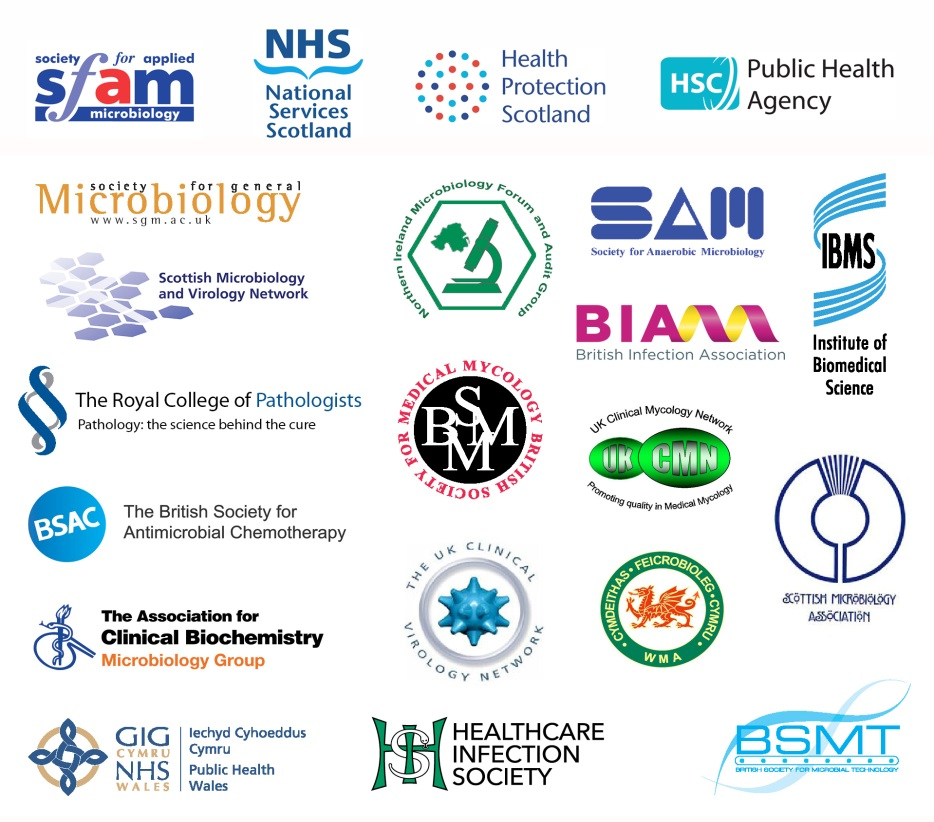 society for applied
sfam
microbiology
NHS
National
Services
Scotland
Health
Protection
Scotland
HSC
Public Health
Agency
society for general
Microbiology
www.sgm.ac.uk
Scottish Microbiology
and Virology Network
Northern Ireland Microbiology Forum and Audit Group
SAM
Society for Anaerobic Microbiology
IBMS
Institute of
Biomedical
Science
BIA
British Infection Association
The Royal College of Pathologists
Pathology: the science behind the cure
BRITISH SOCIETY FOR MEDICAL MYCOLOGY
BSMM
UK Clinical Mycology Network
UK CMN
Promoting quality in Medical Mycology
BSAC
The British Society for
Antimicrobial Chemotherapy
SCOTTISH MICROBIOLOGY
ASSOCIATION
THE UK CLINICAL
VIROLOGY NETWORK
CYMDEITHAS • FEICROBIOLEG • CYMRU •
WMA
The Association for
Clinical Biochemistry
Microbiology Group
GIG
CYMRU
NHS
WALES
Iechyd Cyhoeddus
Cymru
Public Health
Wales
HIS
HEALTHCARE
INFECTION
SOCIETY
BSMT
BRITISH SOCIETY FOR MICROBIAL TECHNOLOGY